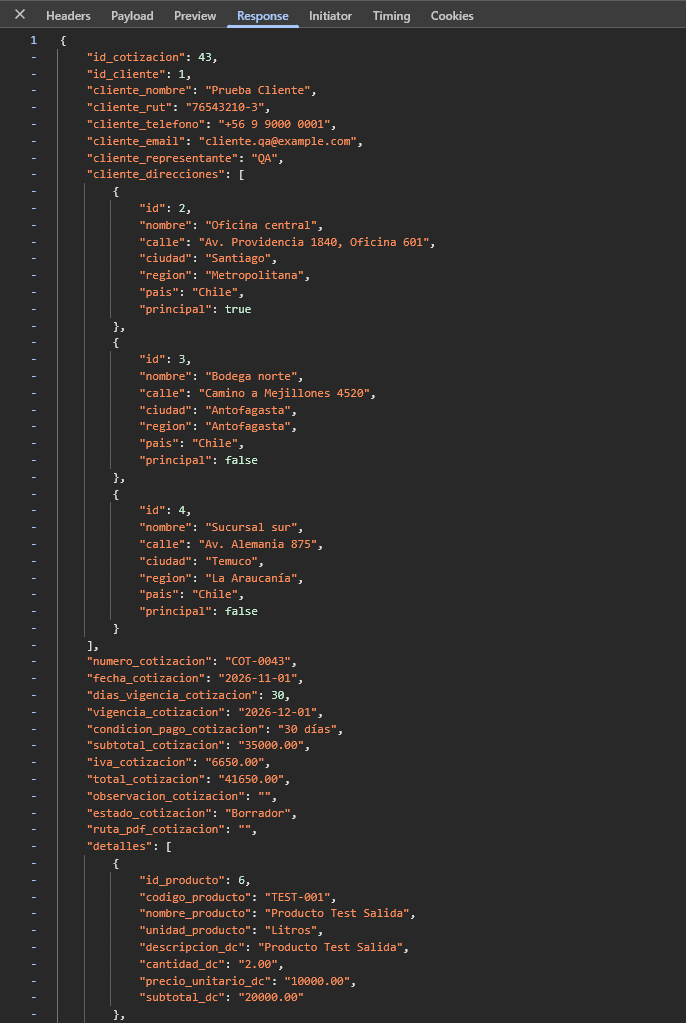 Headers Payload Preview Response Initiator Timing Cookies
1 {
- "id_cotizacion": 43,
- "id_cliente": 1,
- "cliente_nombre": "Prueba Cliente",
- "cliente_rut": "76543210-3",
- "cliente_telefono": "+56 9 9000 0001",
- "cliente_email": "cliente.qa@example.com",
- "cliente_representante": "QA",
- "cliente_direcciones": [
- {
- "id": 2,
- "nombre": "Oficina central",
- "calle": "Av. Providencia 1840, Oficina 601",
- "ciudad": "Santiago",
- "region": "Metropolitana",
- "pais": "Chile",
- "principal": true
- },
- {
- "id": 3,
- "nombre": "Bodega norte",
- "calle": "Camino a Mejillones 4520",
- "ciudad": "Antofagasta",
- "region": "Antofagasta",
- "pais": "Chile",
- "principal": false
- },
- {
- "id": 4,
- "nombre": "Sucursal sur",
- "calle": "Av. Alemania 875",
- "ciudad": "Temuco",
- "region": "La Araucanía",
- "pais": "Chile",
- "principal": false
- }
- ],
- "numero_cotizacion": "COT-0043",
- "fecha_cotizacion": "2026-11-01",
- "dias_vigencia_cotizacion": 30,
- "vigencia_cotizacion": "2026-12-01",
- "condicion_pago_cotizacion": "30 días",
- "subtotal_cotizacion": "35000.00",
- "iva_cotizacion": "6650.00",
- "total_cotizacion": "41650.00",
- "observacion_cotizacion": "",
- "estado_cotizacion": "Borrador",
- "ruta_pdf_cotizacion": "",
- "detalles": [
- {
- "id_producto": 6,
- "codigo_producto": "TEST-001",
- "nombre_producto": "Producto Test Salida",
- "unidad_producto": "Litros",
- "descripcion_dc": "Producto Test Salida",
- "cantidad_dc": "2.00",
- "precio_unitario_dc": "10000.00",
- "subtotal_dc": "20000.00"
- },